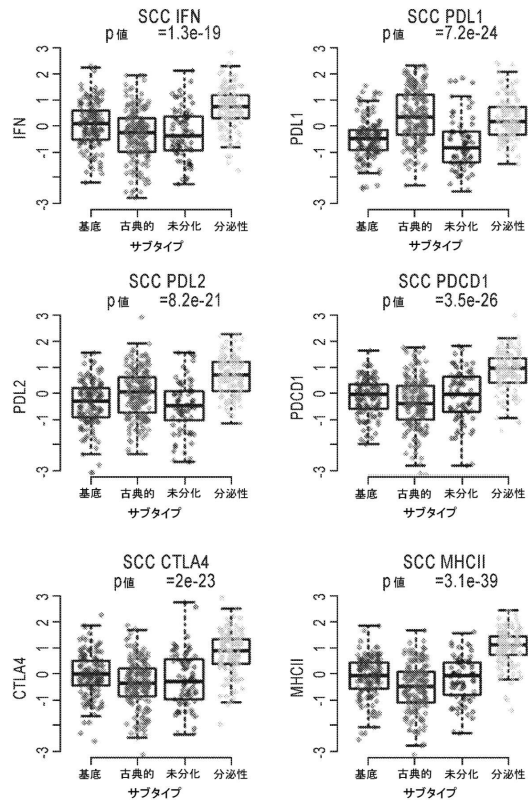 SCC IFN
p値 =1.3e-19
IFN
3
2
1
0
-1
-3
基底 古典的 未分化 分泌性
サブタイプ
SCC PDL1
p値 =7.2e-24
PDL1
3
2
1
0
-1
-3
基底 古典的 未分化 分泌性
サブタイプ
SCC PDL2
p値 =8.2e-21
PDL2
3
2
1
0
-1
-3
基底 古典的 未分化 分泌性
サブタイプ
SCC PDCD1
p値 =3.5e-26
PDCD1
3
2
1
0
-1
-3
基底 古典的 未分化 分泌性
サブタイプ
SCC CTLA4
p値 =2e-23
CTLA4
3
2
1
0
-1
-3
基底 古典的 未分化 分泌性
サブタイプ
SCC MHCII
p値 =3.1e-39
MHCII
3
2
1
0
-1
-3
基底 古典的 未分化 分泌性
サブタイプ